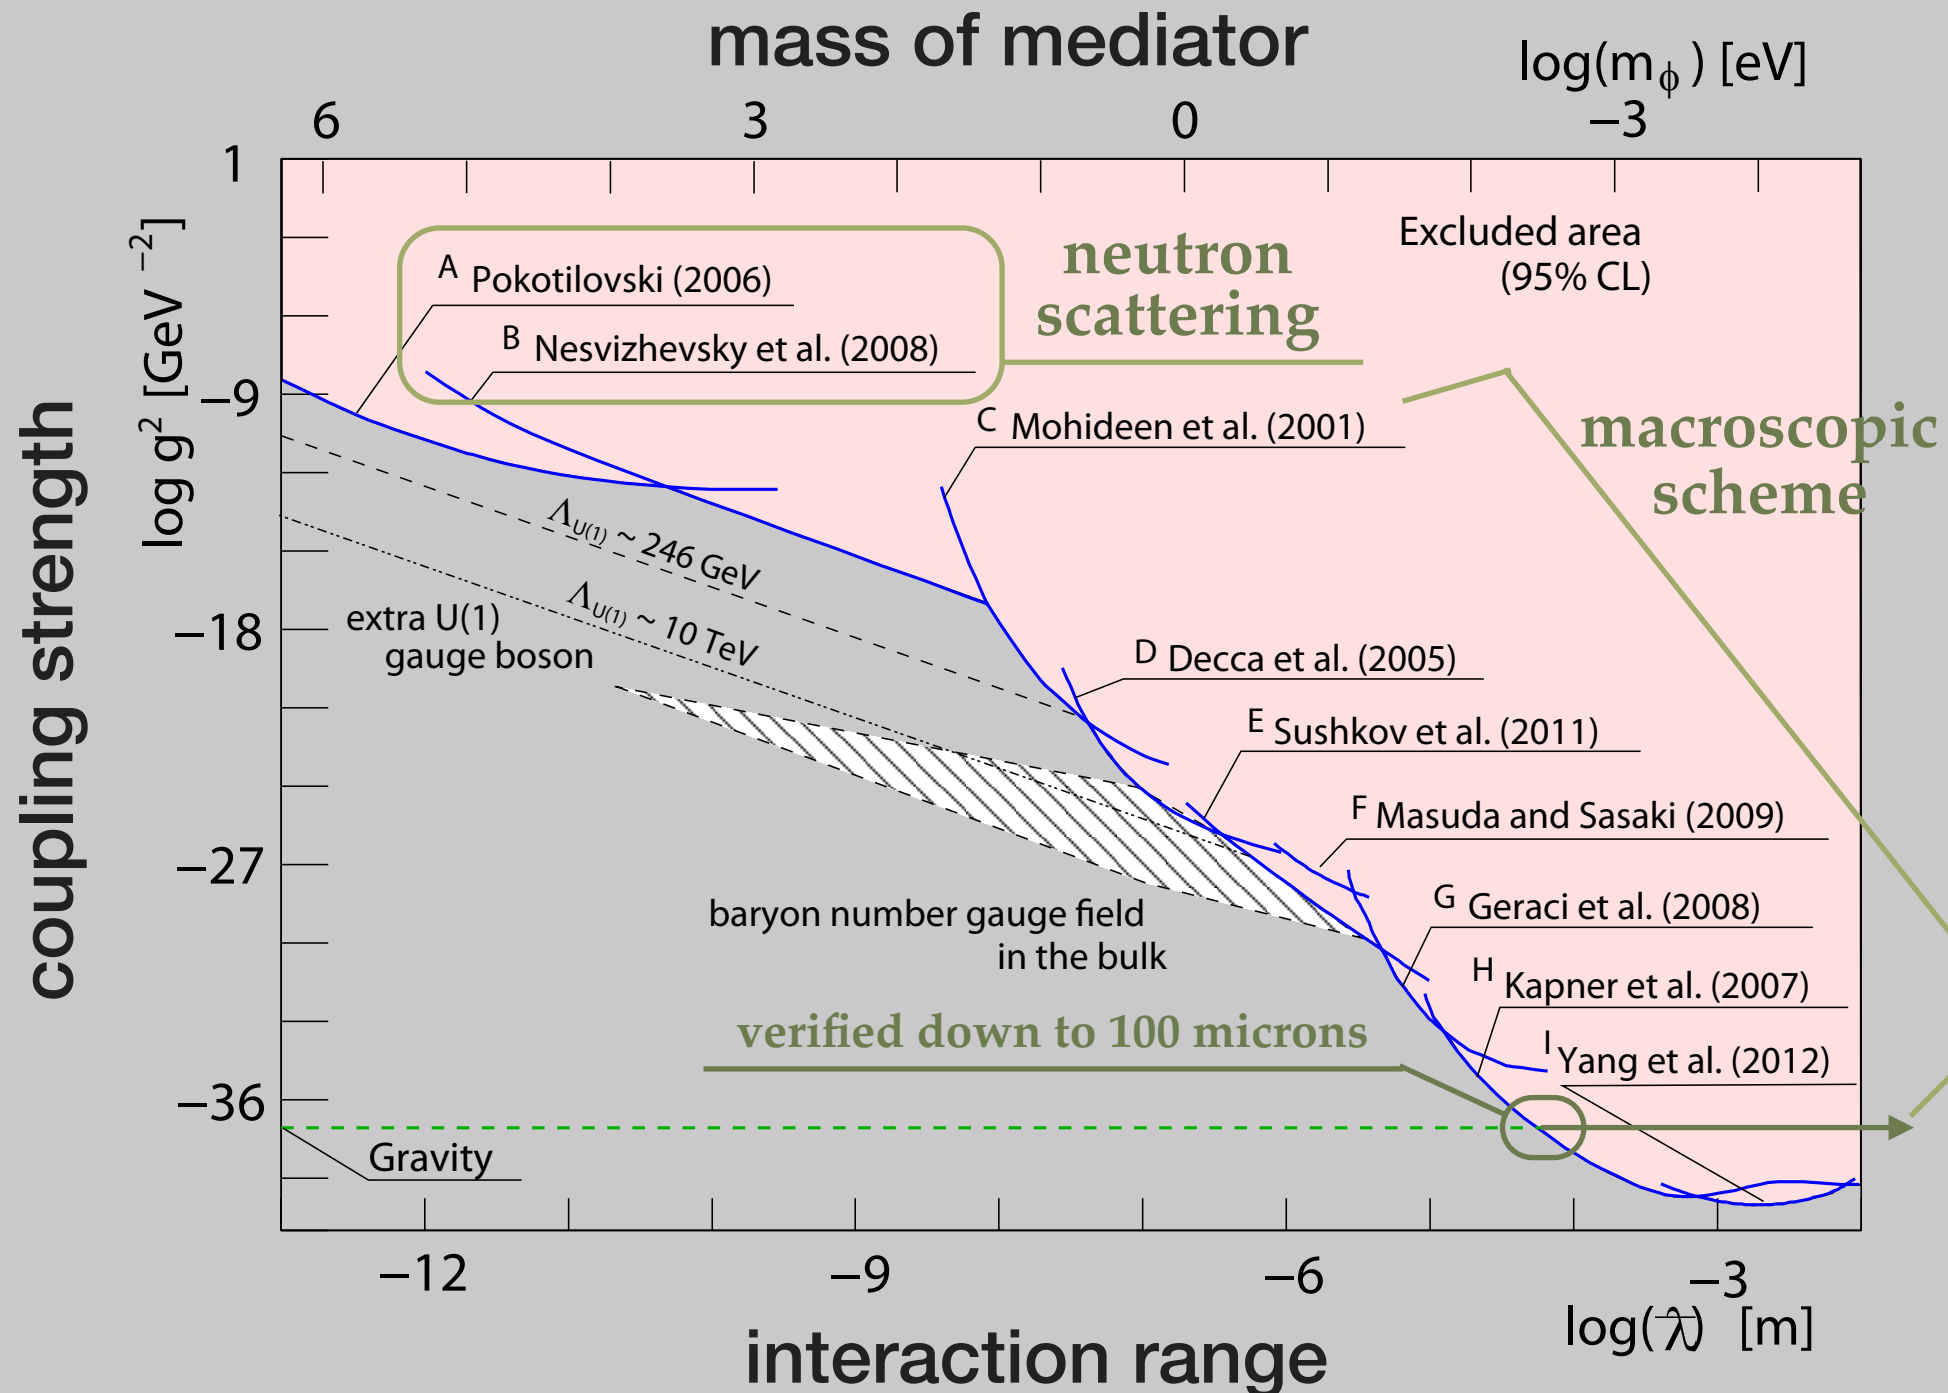 mass of mediator
log(mϕ) [eV]
6
3
0
−3
1
−9
−18
−27
−36
coupling strength
log g² [GeV⁻²]
A Pokotilovski (2006)
B Nesvizhevsky et al. (2008)
neutron
scattering
Excluded area
(95% CL)
C Mohideen et al. (2001)
macroscopic
scheme
ΛU(1) ~ 246 GeV
ΛU(1) ~ 10 TeV
extra U(1)
gauge boson
D Decca et al. (2005)
E Sushkov et al. (2011)
F Masuda and Sasaki (2009)
baryon number gauge field
in the bulk
G Geraci et al. (2008)
H Kapner et al. (2007)
verified down to 100 microns
I Yang et al. (2012)
Gravity
−12
−9
−6
−3
log(ƛ) [m]
interaction range